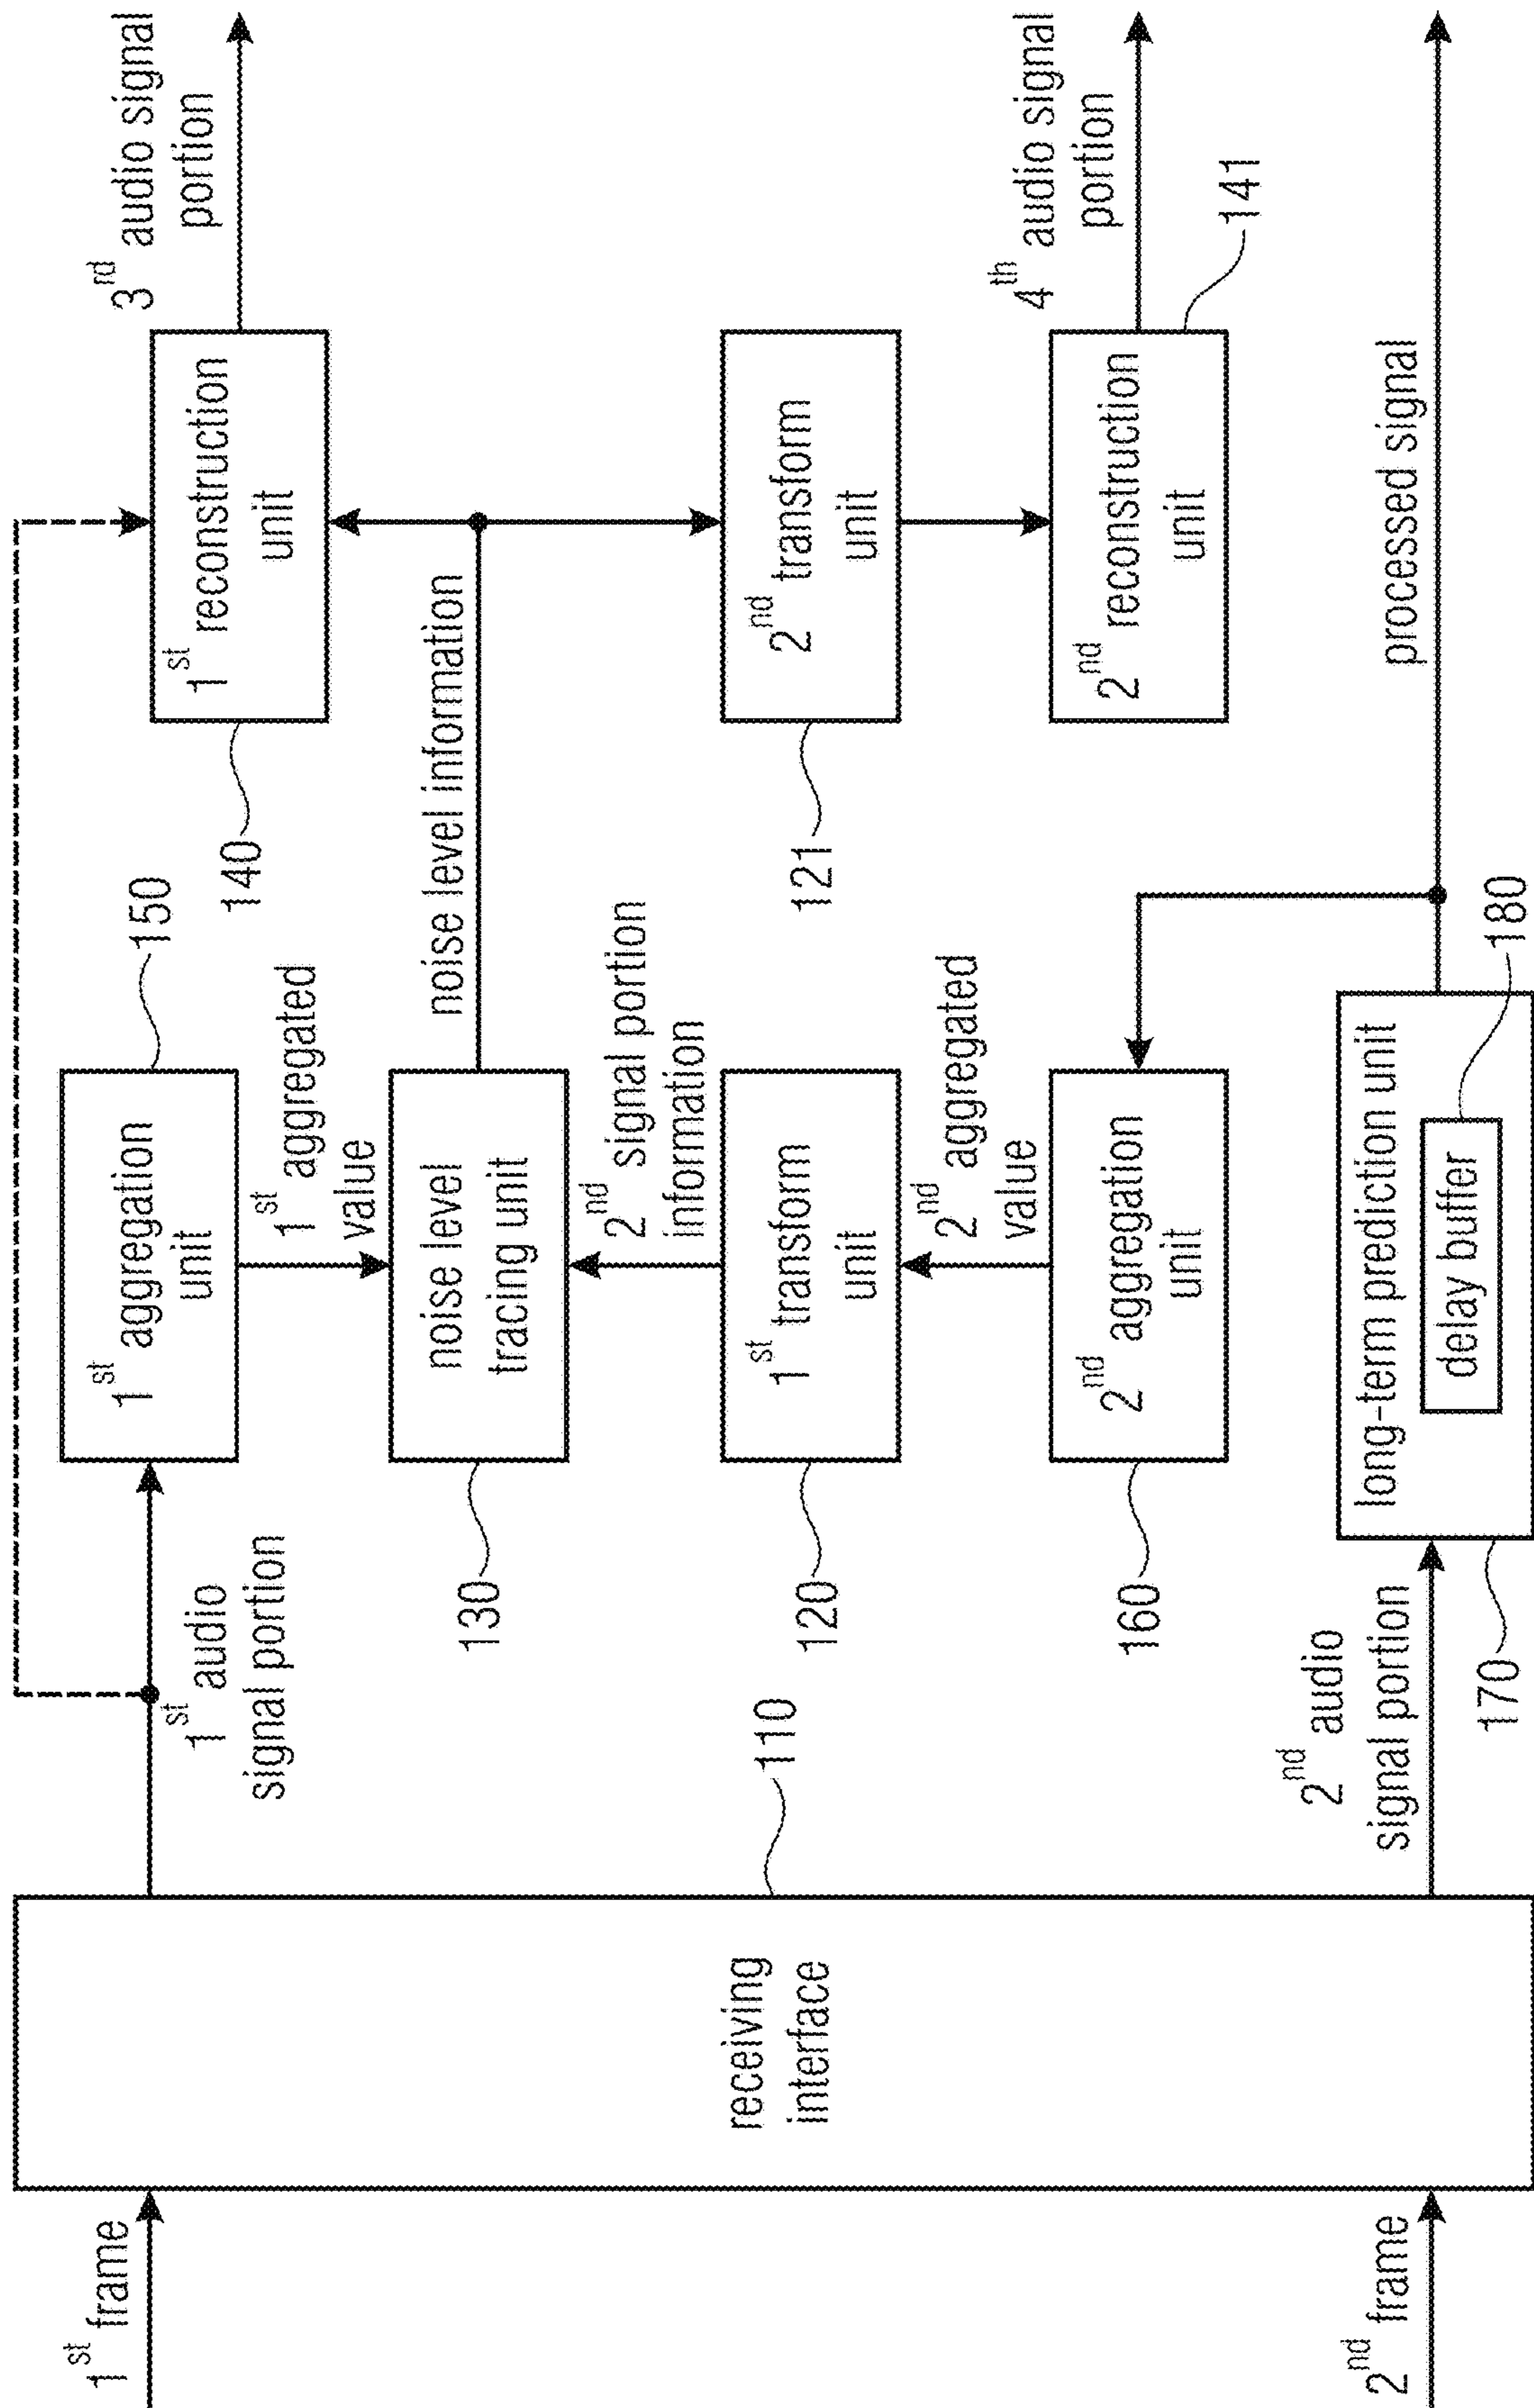 1st frame
2nd frame
receiving
interface
110
1st audio
signal portion
2nd audio
signal portion
1st aggregation
unit
150
1st aggregated
value
noise level
tracing unit
130
2nd signal portion
information
1st transform
unit
120
2nd aggregated
value
2nd aggregation
unit
160
long-term prediction unit
delay buffer
170
180
noise level information
1st reconstruction
unit
140
2nd transform
unit
121
2nd reconstruction
unit
141
3rd audio signal
portion
4th audio signal
portion
processed signal